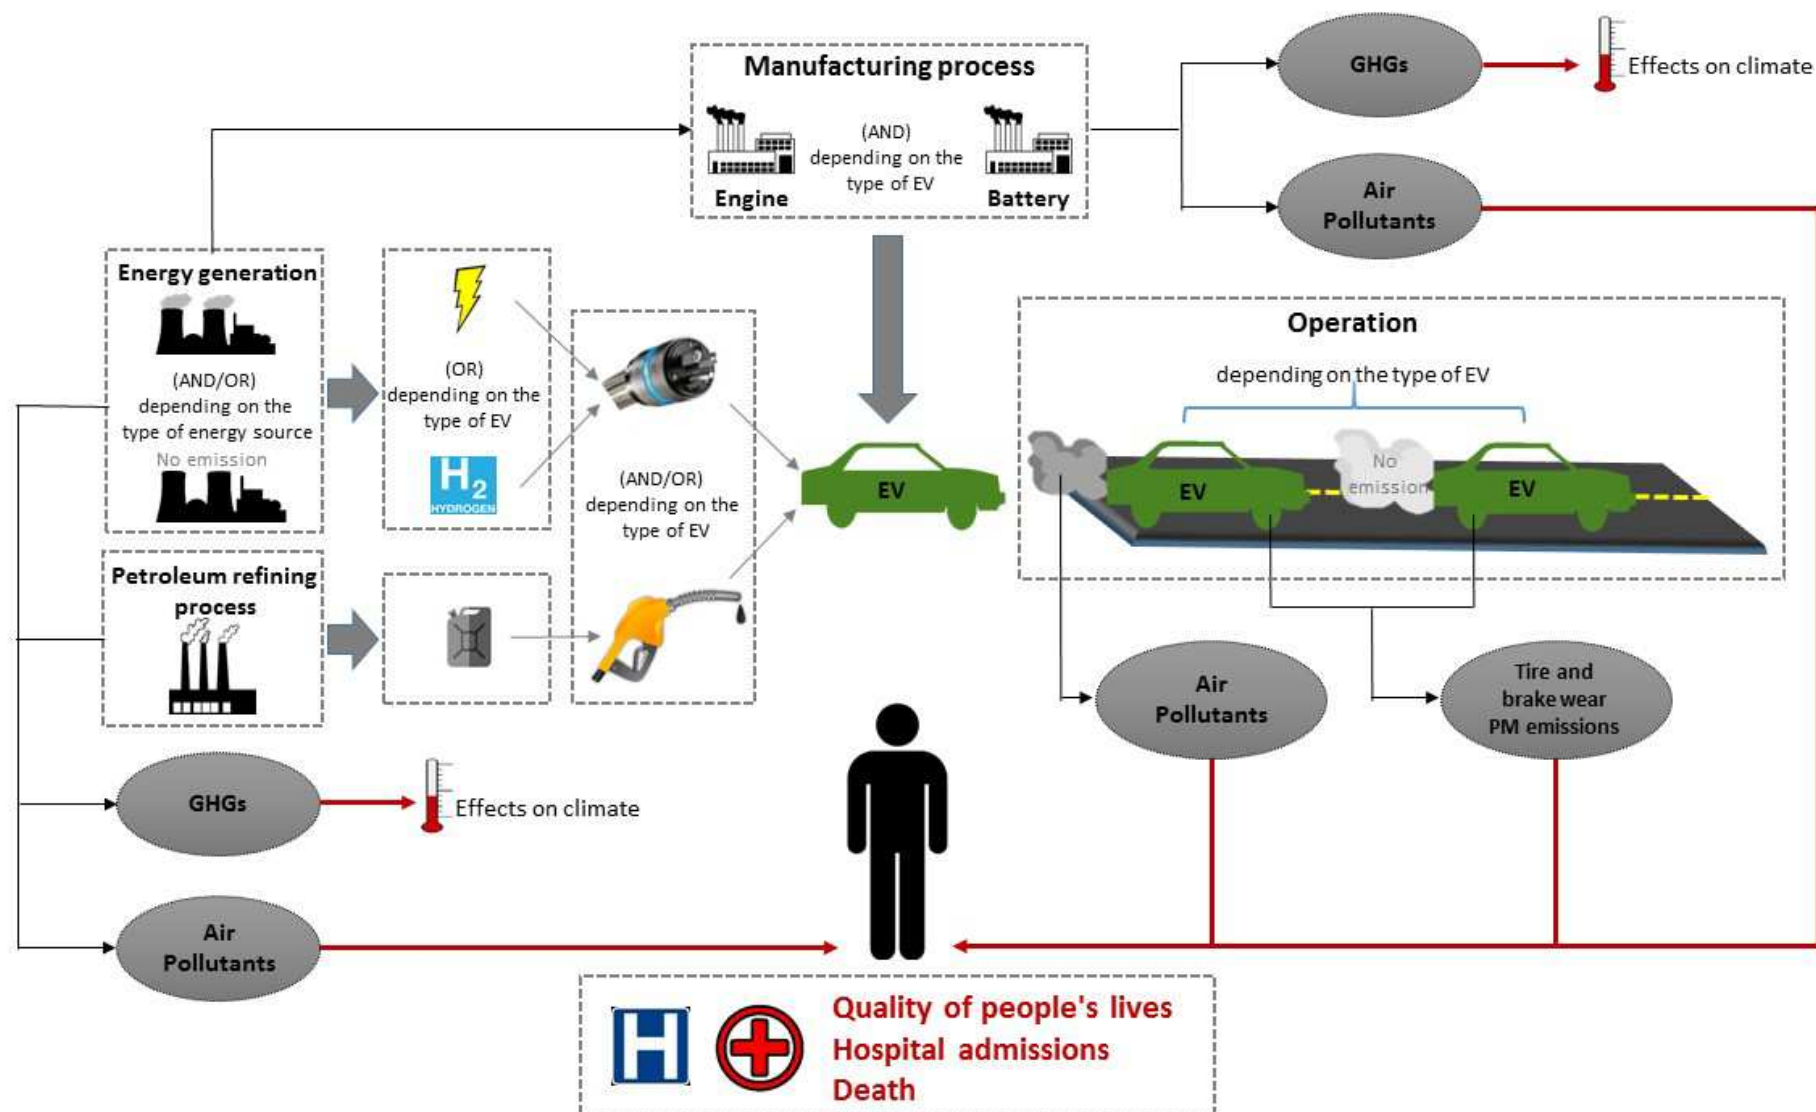 Manufacturing process
(AND)
depending on the
type of EV
Engine
Battery
GHGs
Effects on climate
Air
Pollutants
Energy generation
(AND/OR)
depending on the
type of energy source
No emission
(OR)
depending on the
type of EV
H2
HYDROGEN
(AND/OR)
depending on the
type of EV
EV
Operation
depending on the type of EV
EV
No
emission
EV
Petroleum refining
process
Air
Pollutants
Tire and
brake wear
PM emissions
GHGs
Effects on climate
Air
Pollutants
H
Quality of people's lives
Hospital admissions
Death